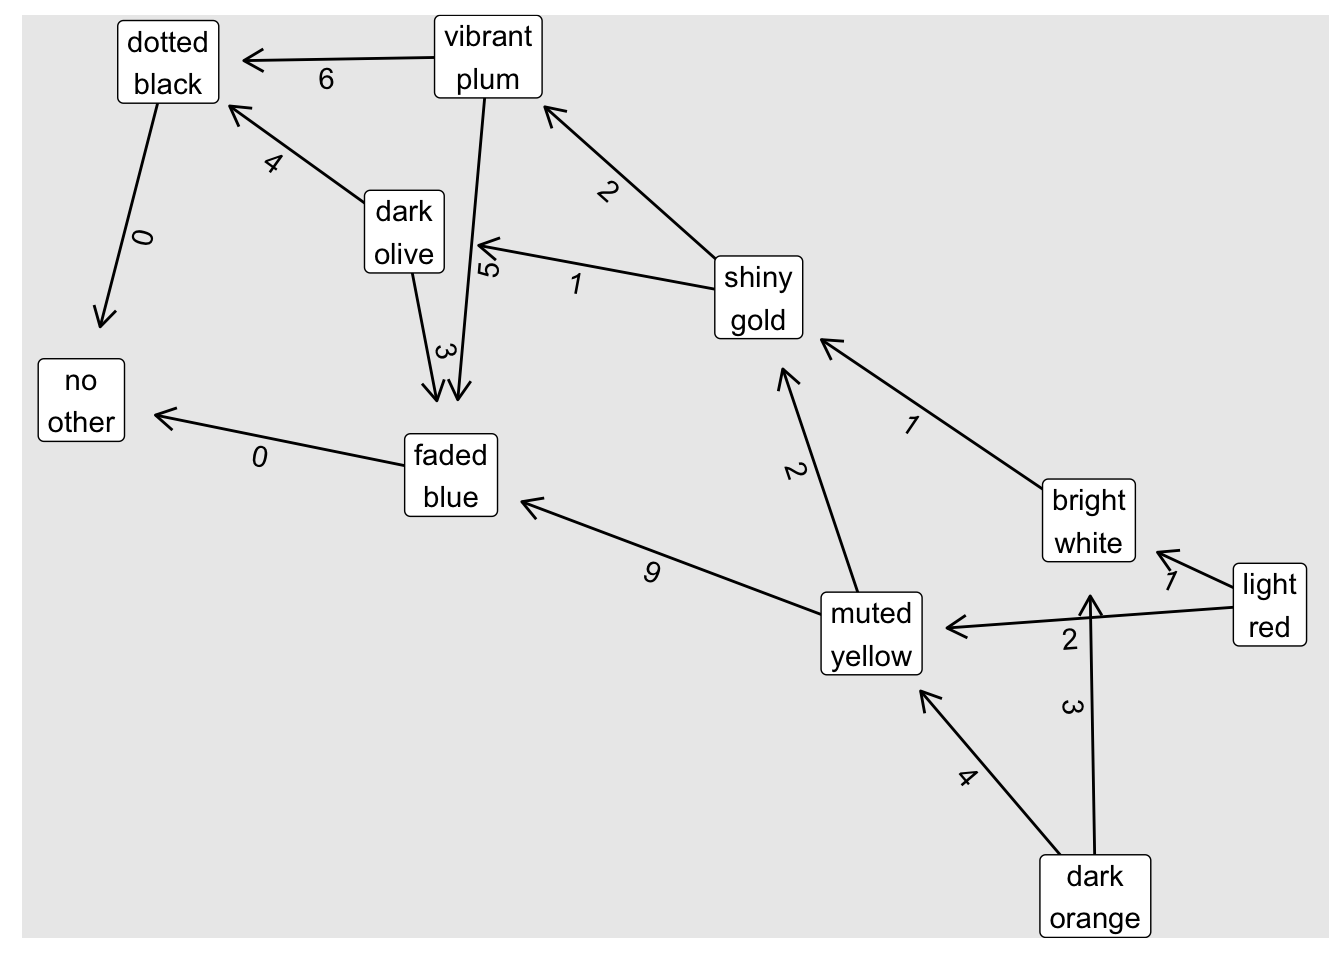 dotted
black
vibrant
plum
6
4
2
dark
olive
0
5
1
shiny
gold
3
no
other
0
faded
blue
1
2
9
bright
white
1
light
red
muted
yellow
2
3
4
dark
orange